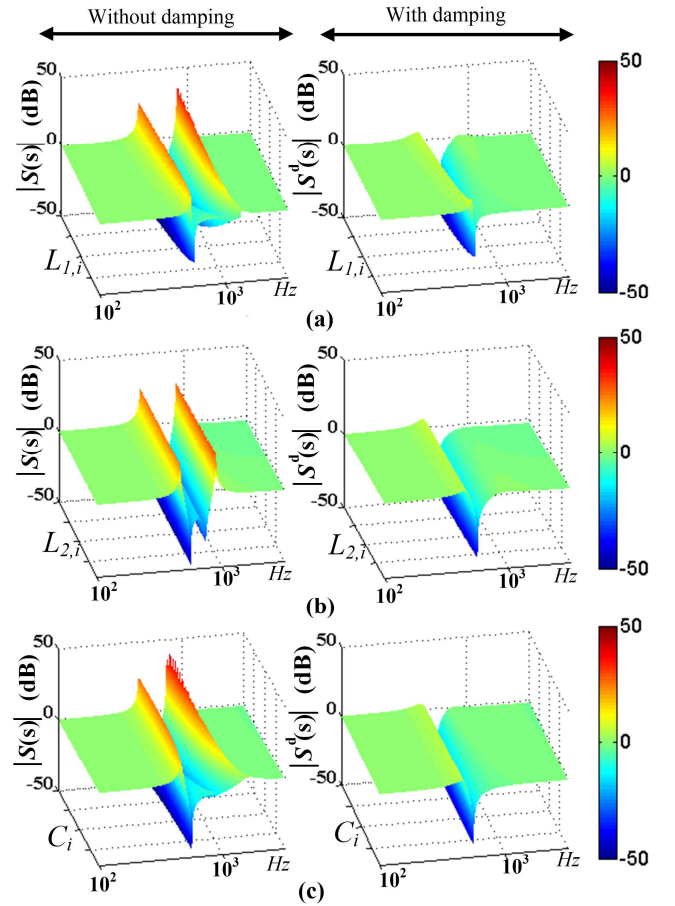 Without damping
With damping
50
0
-50
|S(s)| (dB)
L1,i
10²
10³
Hz
50
0
-50
|Sᵈ(s)| (dB)
L1,i
10²
10³
Hz
50
0
-50
(a)
50
0
-50
|S(s)| (dB)
L2,i
10²
10³
Hz
50
0
-50
|Sᵈ(s)| (dB)
L2,i
10²
10³
Hz
50
0
-50
(b)
50
0
-50
|S(s)| (dB)
Ci
10²
10³
Hz
50
0
-50
|Sᵈ(s)| (dB)
Ci
10²
10³
Hz
50
0
-50
(c)